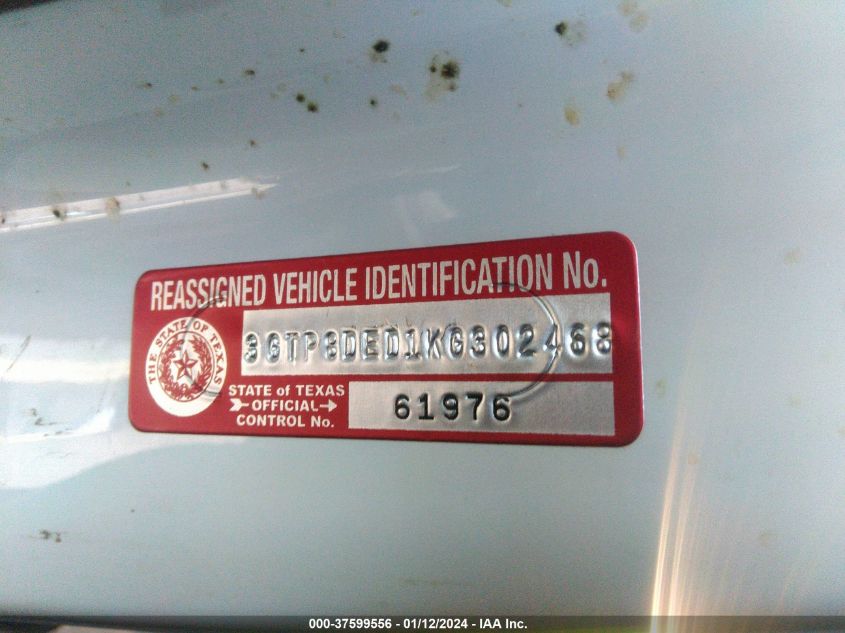 REASSIGNED VEHICLE IDENTIFICATION No.
3GTP8DED1KG302468
THE STATE OF TEXAS
STATE of TEXAS
OFFICIAL
CONTROL No.
61976
000-37599556 - 01/12/2024 - IAA Inc.